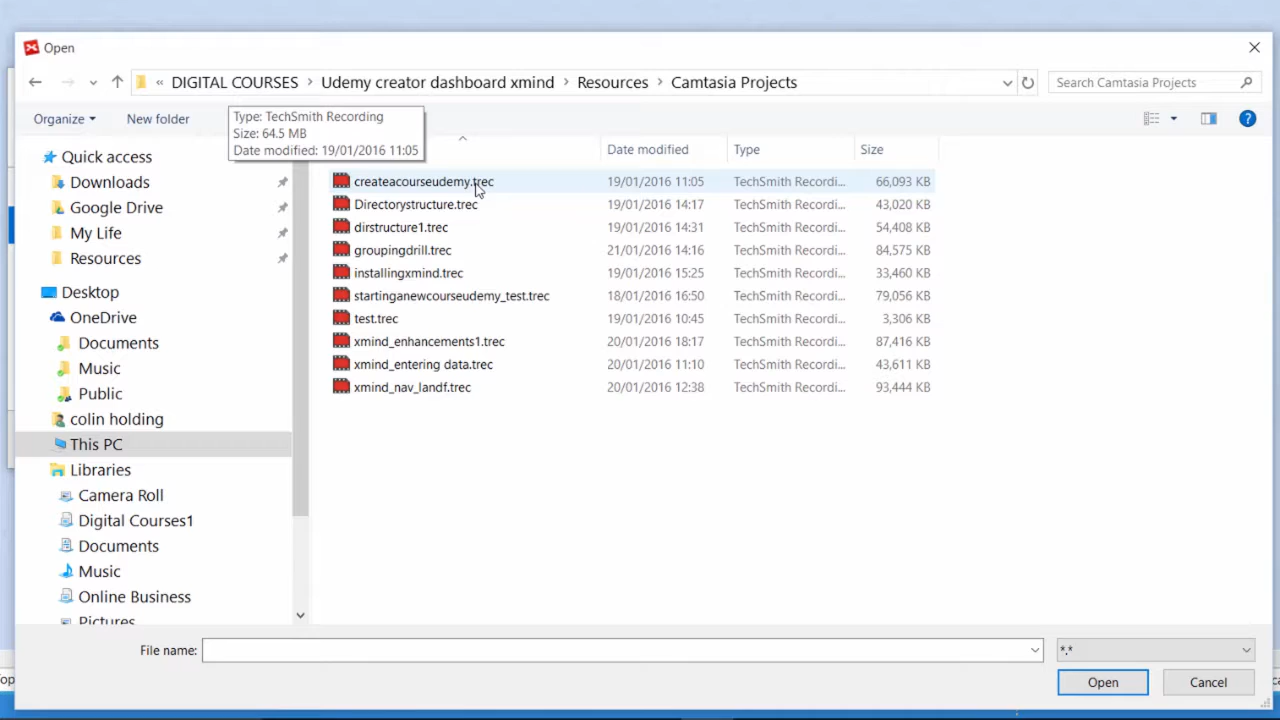 Open
« DIGITAL COURSES > Udemy creator dashboard xmind > Resources > Camtasia Projects
Search Camtasia Projects
Organize
New folder
Type: TechSmith Recording
Size: 64.5 MB
Date modified: 19/01/2016 11:05
Date modified Type Size
Quick access
Downloads
Google Drive
My Life
Resources
Desktop
OneDrive
Documents
Music
Public
colin holding
This PC
Libraries
Camera Roll
Digital Courses1
Documents
Music
Online Business
Pictures
createacourseudemy.trec 19/01/2016 11:05 TechSmith Recordi... 66,093 KB
Directorystructure.trec 19/01/2016 14:17 TechSmith Recordi... 43,020 KB
dirstructure1.trec 19/01/2016 14:31 TechSmith Recordi... 54,408 KB
groupingdrill.trec 21/01/2016 14:16 TechSmith Recordi... 84,575 KB
installingxmind.trec 19/01/2016 15:25 TechSmith Recordi... 33,460 KB
startinganewcourseudemy_test.trec 18/01/2016 16:50 TechSmith Recordi... 79,056 KB
test.trec 19/01/2016 10:45 TechSmith Recordi... 3,306 KB
xmind_enhancements1.trec 20/01/2016 18:17 TechSmith Recordi... 87,416 KB
xmind_entering data.trec 20/01/2016 11:10 TechSmith Recordi... 43,611 KB
xmind_nav_landf.trec 20/01/2016 12:38 TechSmith Recordi... 93,444 KB
File name:
*.*
Open
Cancel